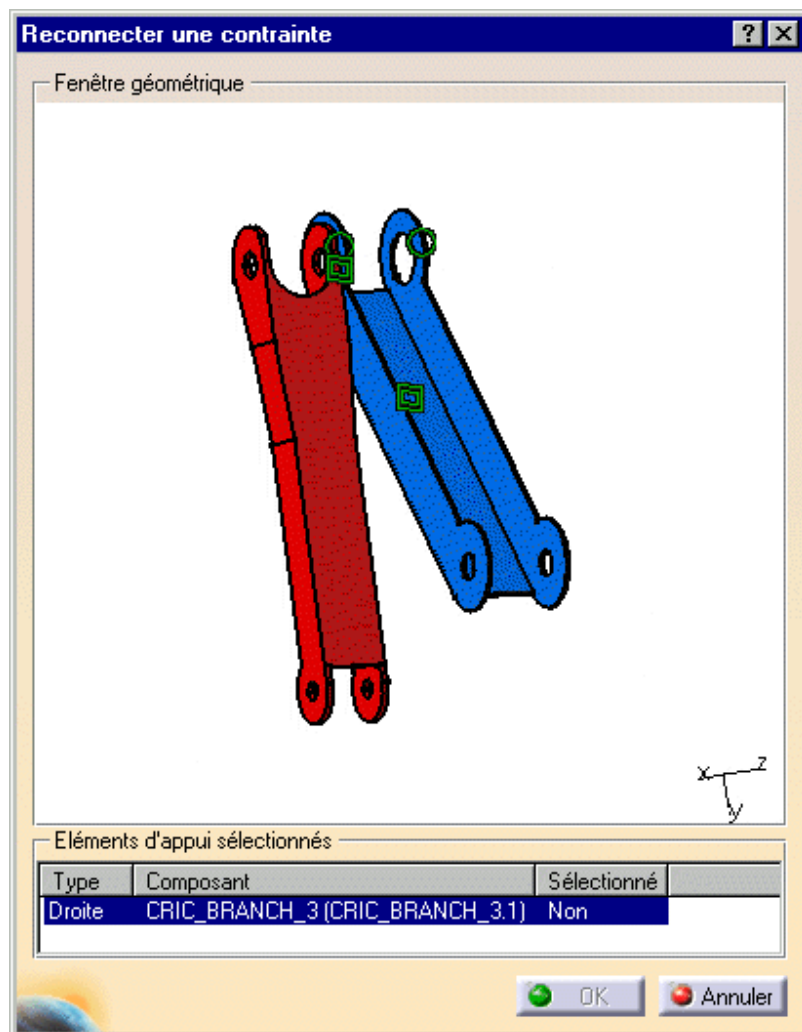 Reconnecter une contrainte
Fenêtre géométrique
x z
y
Eléments d'appui sélectionnés
Type Composant Sélectionné
Droite CRIC_BRANCH_3 (CRIC_BRANCH_3.1) Non
OK Annuler